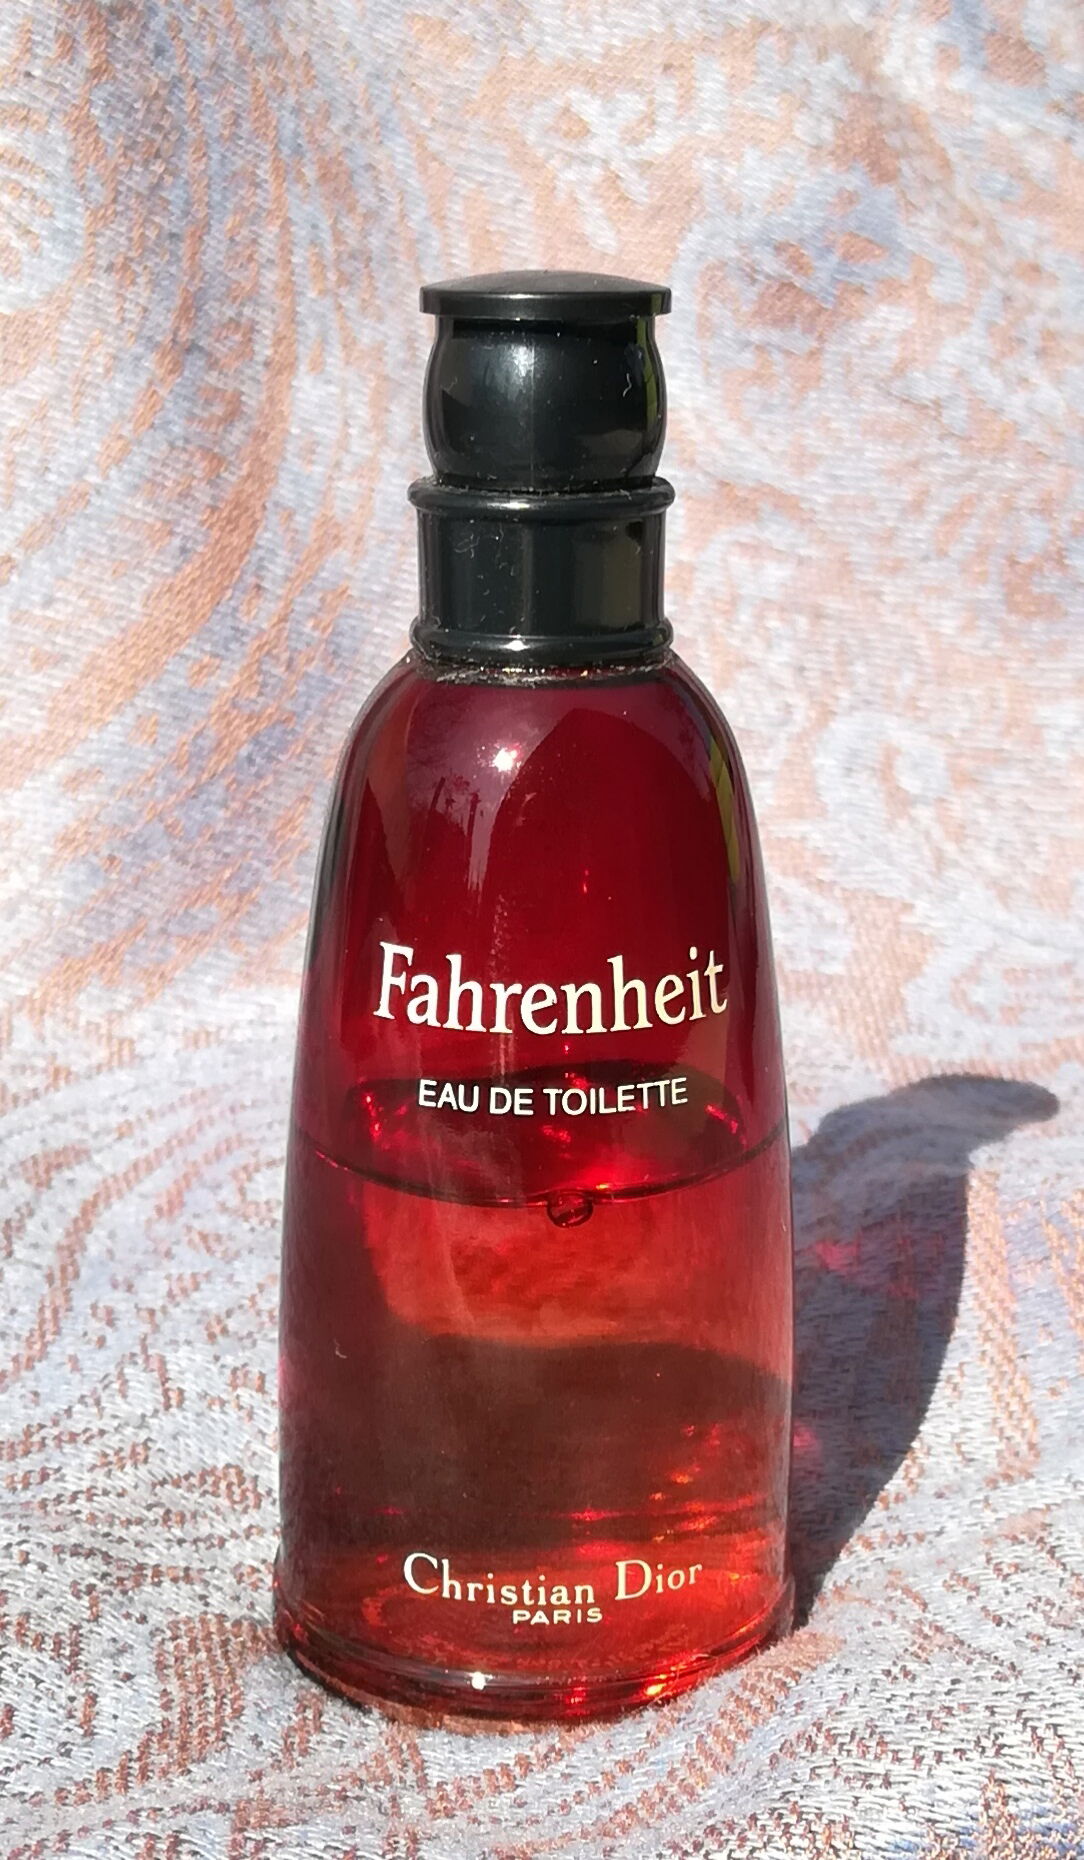 Fahrenheit
EAU DE TOILETTE
Christian Dior
PARIS